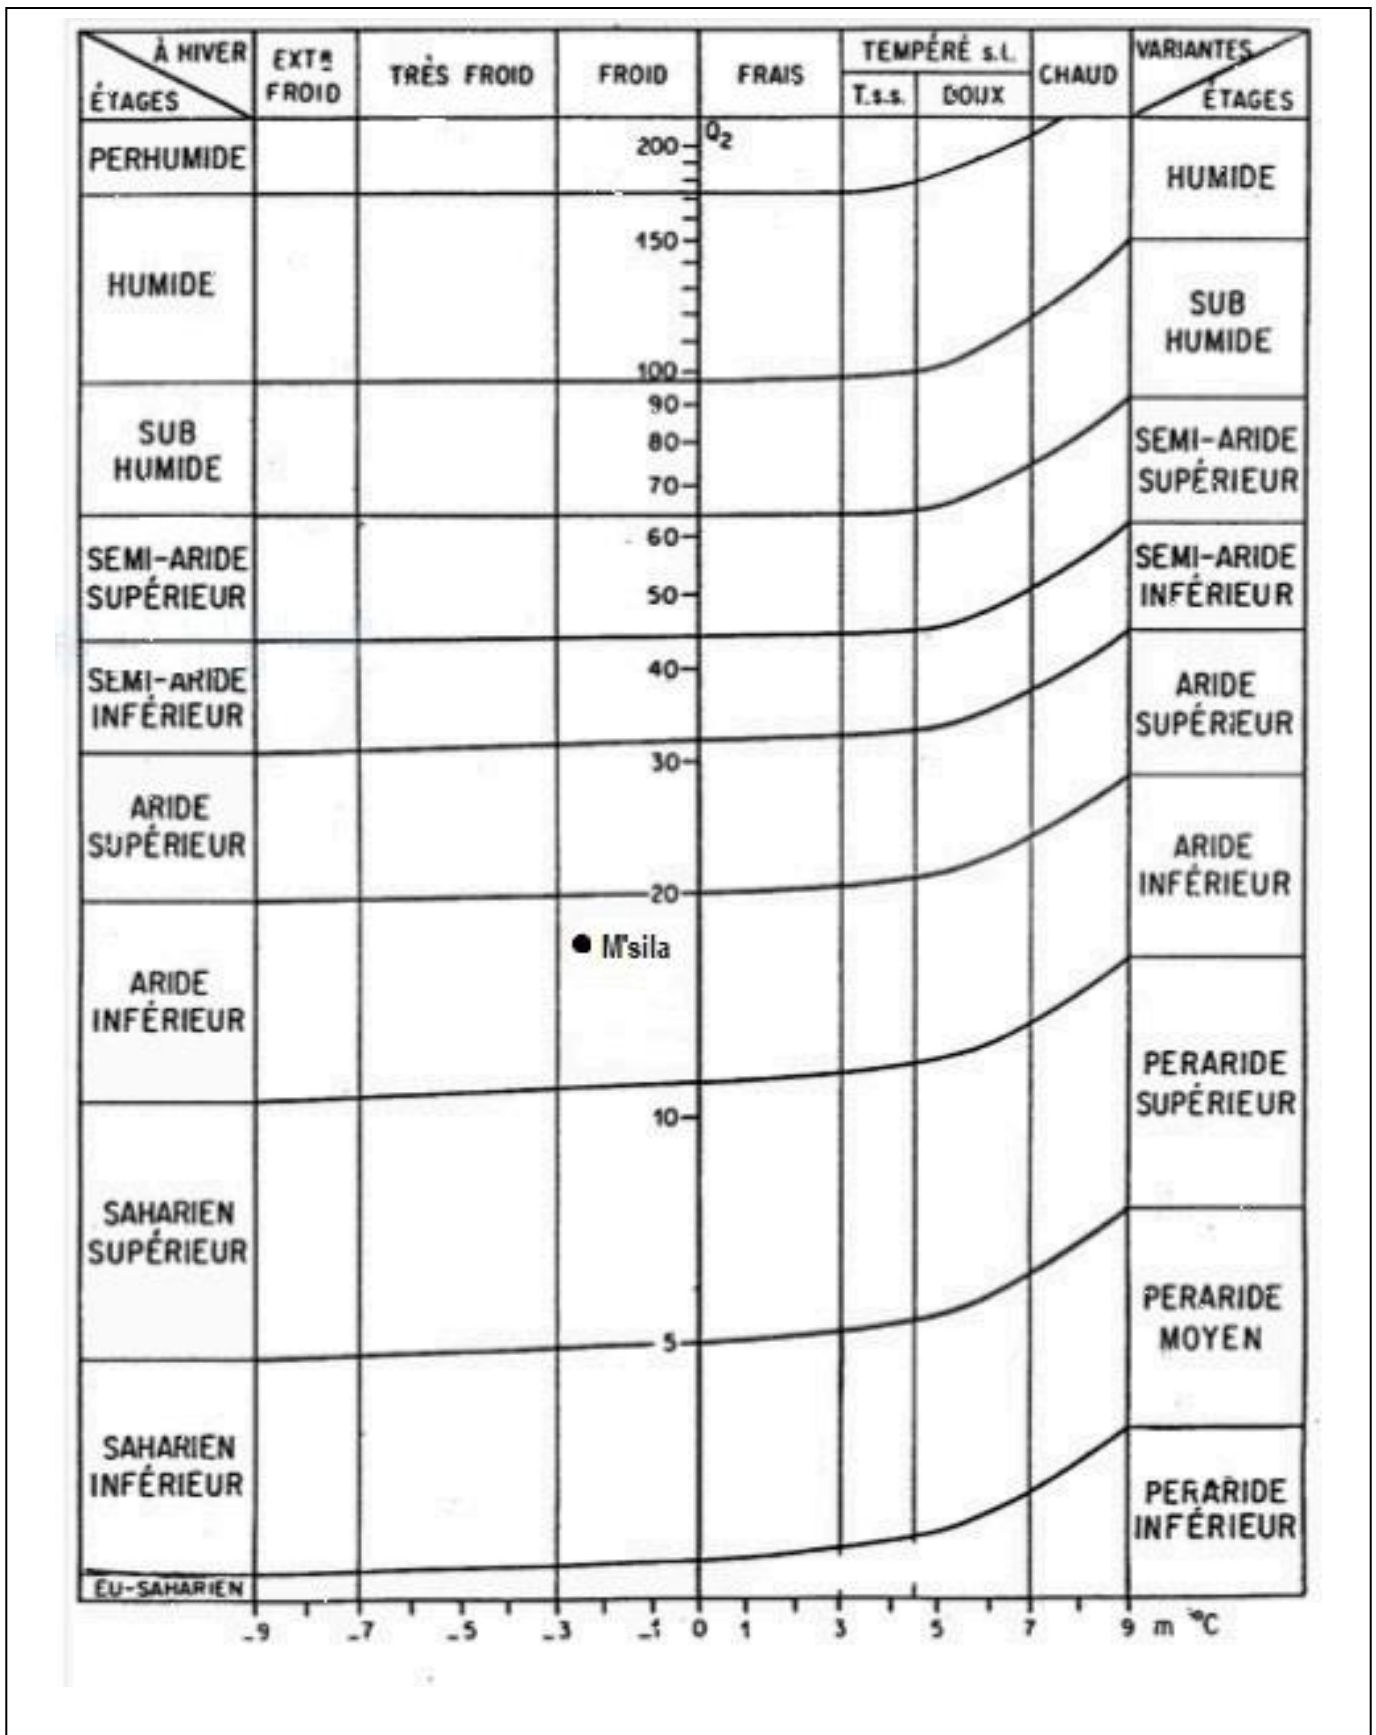 À HIVER
ÉTAGES
EXTR
FROID
TRÈS FROID
FROID
FRAIS
TEMPÉRÉ s.l.
T.s.s.
DOUX
CHAUD
VARIANTES
ÉTAGES
PERHUMIDE
HUMIDE
SUB
HUMIDE
SEMI-ARIDE
SUPÉRIEUR
SEMI-ARIDE
INFÉRIEUR
ARIDE
SUPÉRIEUR
ARIDE
INFÉRIEUR
SAHARIEN
SUPÉRIEUR
SAHARIEN
INFÉRIEUR
EU-SAHARIEN
Q2
200
150
100
90
80
70
60
50
40
30
20
10
5
M'sila
HUMIDE
SUB
HUMIDE
SEMI-ARIDE
SUPÉRIEUR
SEMI-ARIDE
INFÉRIEUR
ARIDE
SUPÉRIEUR
ARIDE
INFÉRIEUR
PERARIDE
SUPÉRIEUR
PERARIDE
MOYEN
PERARIDE
INFÉRIEUR
-9 -7 -5 -3 -1 0 1 3 5 7 9 m °C